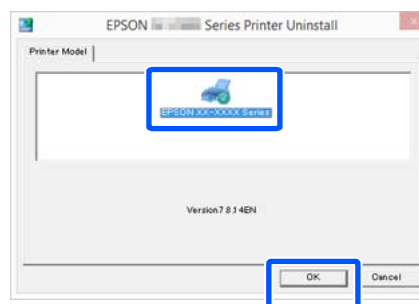 EPSON Series Printer Uninstall
Printer Model
EPSON XX-XXXX Series
Version7.8.14EN
OK
Cancel